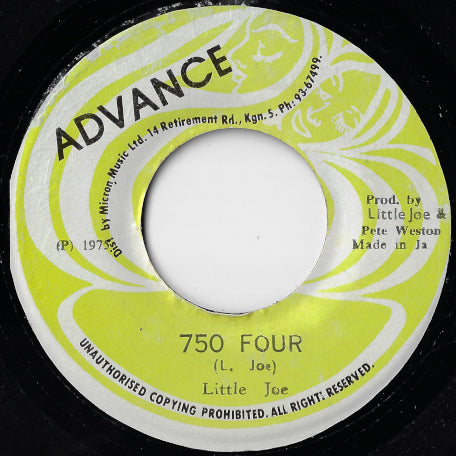 ADVANCE
Dist by Micron Music Ltd. 14 Retirement Rd., Kgn. 5. Ph: 93-67499.
Prod. by
Little Joe &
Pete Weston
Made in Ja
(P) 1975
750 FOUR
(L. Joe)
Little Joe
UNAUTHORISED COPYING PROHIBITED. ALL RIGHTS RESERVED.